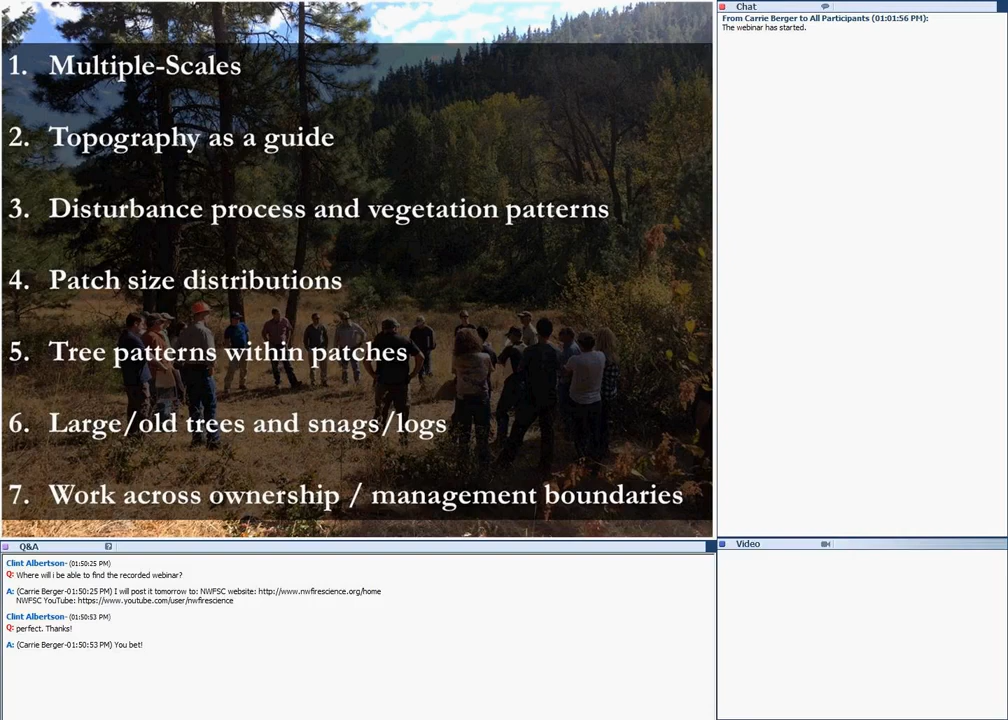 1. Multiple-Scales
2. Topography as a guide
3. Disturbance process and vegetation patterns
4. Patch size distributions
5. Tree patterns within patches
6. Large/old trees and snags/logs
7. Work across ownership / management boundaries
Chat
From Carrie Berger to All Participants (01:01:56 PM):
The webinar has started.
Q&A
Clint Albertson- (01:50:25 PM)
Q: Where will i be able to find the recorded webinar?
A: (Carrie Berger-01:50:25 PM) I will post it tomorrow to: NWFSC website: http://www.nwfirescience.org/home
NWFSC YouTube: https://www.youtube.com/user/nwfirescience
Clint Albertson- (01:50:53 PM)
Q: perfect. Thanks!
A: (Carrie Berger-01:50:53 PM) You bet!
Video